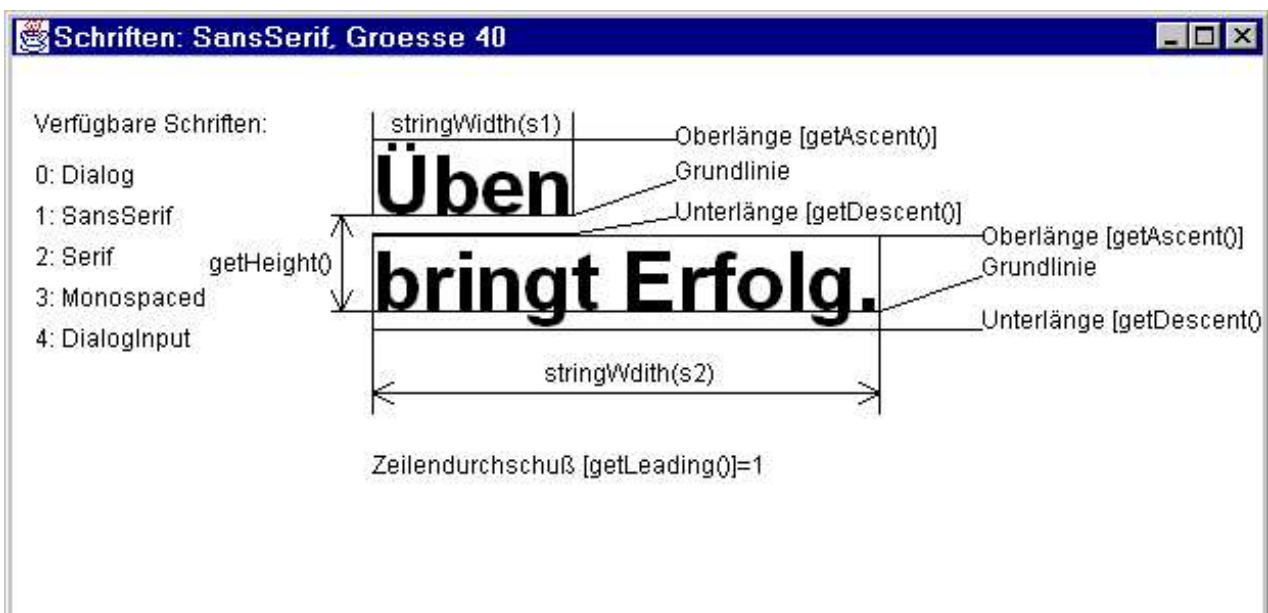 Schriften: SansSerif, Groesse 40
Verfügbare Schriften:
0: Dialog
1: SansSerif
2: Serif
3: Monospaced
4: DialogInput
getHeight()
stringWidth(s1)
Üben
Oberlänge [getAscent()]
Grundlinie
Unterlänge [getDescent()]
bringt Erfolg.
Oberlänge [getAscent()]
Grundlinie
Unterlänge [getDescent()
stringWdith(s2)
Zeilendurchschuß [getLeading()]=1